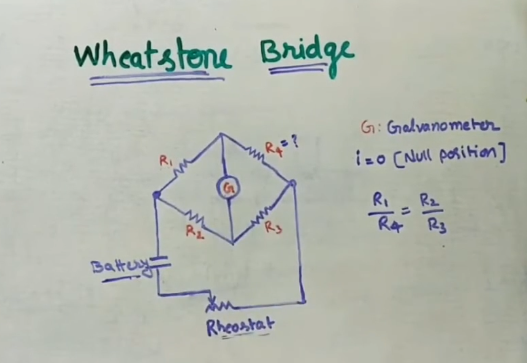 Wheatstone Bridge
R₁
R₄ = ?
G
R₂
R₃
Battery
Rheostat
G: Galvanometer
i=0 [Null position]
R₁/R₄ = R₂/R₃